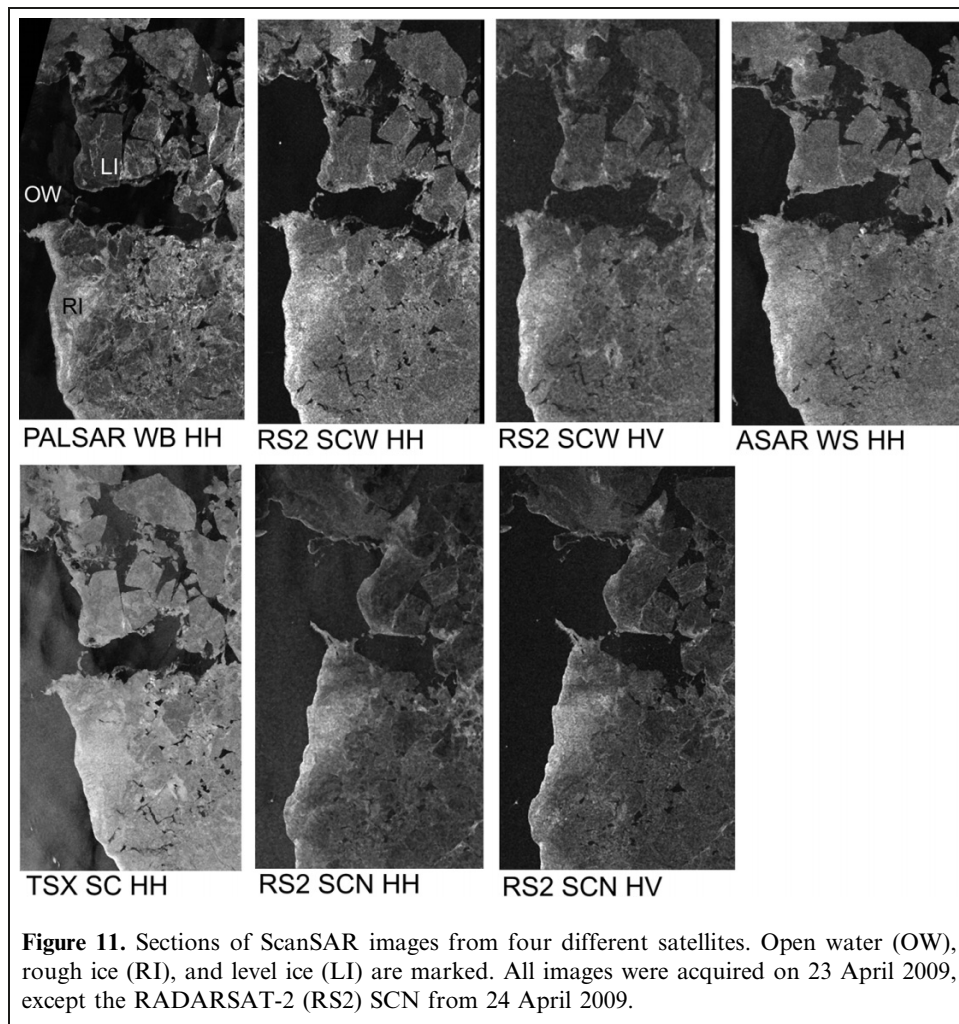 LI
OW
RI
PALSAR WB HH
RS2 SCW HH
RS2 SCW HV
ASAR WS HH
TSX SC HH
RS2 SCN HH
RS2 SCN HV
Figure 11. Sections of ScanSAR images from four different satellites. Open water (OW),
rough ice (RI), and level ice (LI) are marked. All images were acquired on 23 April 2009,
except the RADARSAT-2 (RS2) SCN from 24 April 2009.